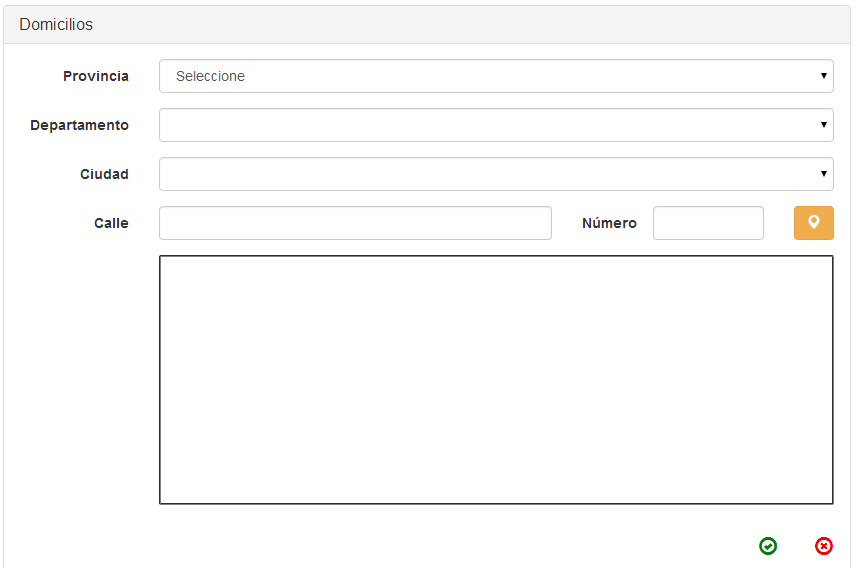 Domicilios
Provincia Seleccione
Departamento
Ciudad
Calle Número